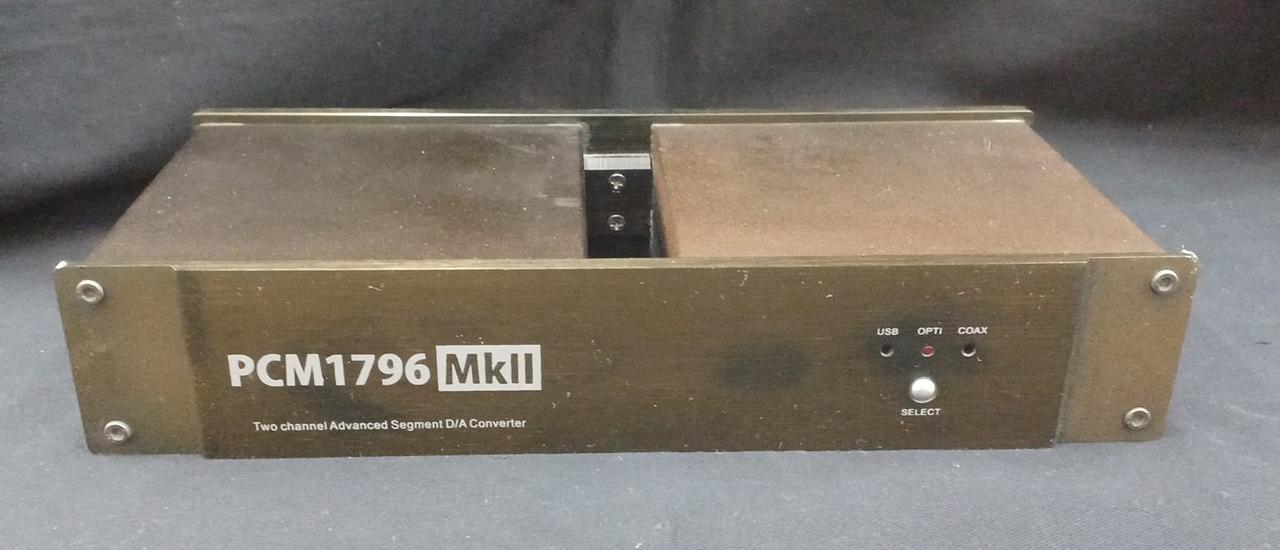 PCM1796 MkII
Two channel Advanced Segment D/A Converter
USB OPTI COAX
SELECT